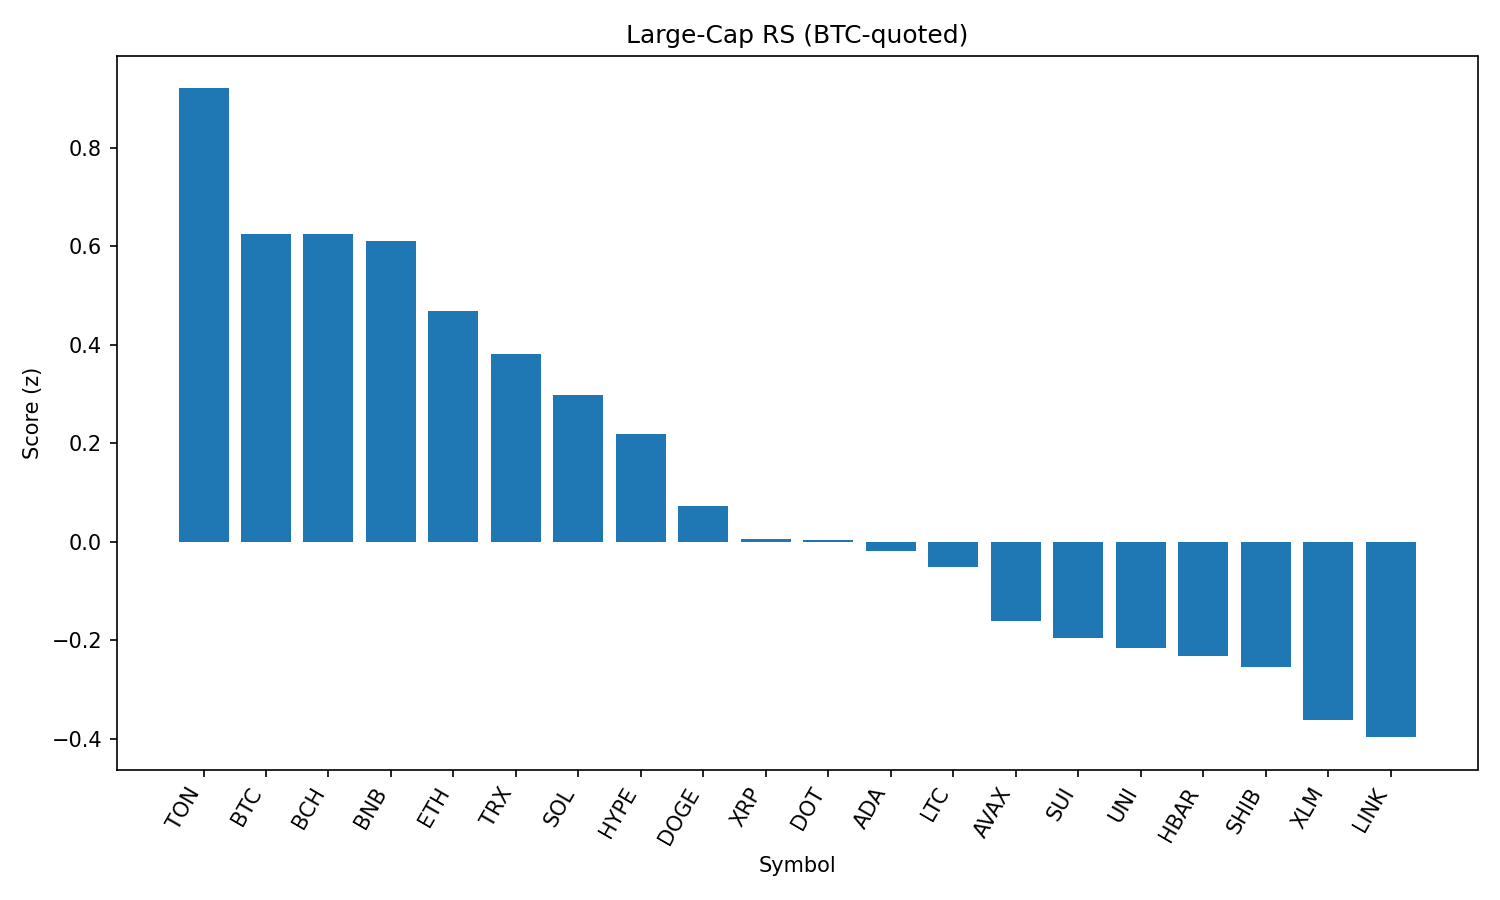 Large-Cap RS (BTC-quoted)
Score (z)
0.8
0.6
0.4
0.2
0.0
−0.2
−0.4
TON
BTC
BCH
BNB
ETH
TRX
SOL
HYPE
DOGE
XRP
DOT
ADA
LTC
AVAX
SUI
UNI
HBAR
SHIB
XLM
LINK
Symbol